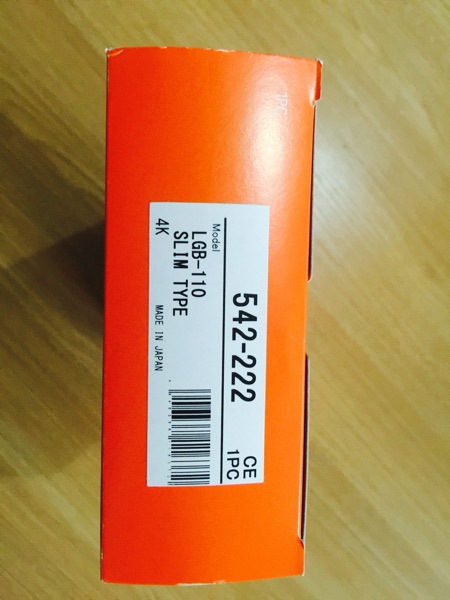 542-222
CE
1PC
Model
LGB-110
SLIM TYPE
4K
MADE IN JAPAN